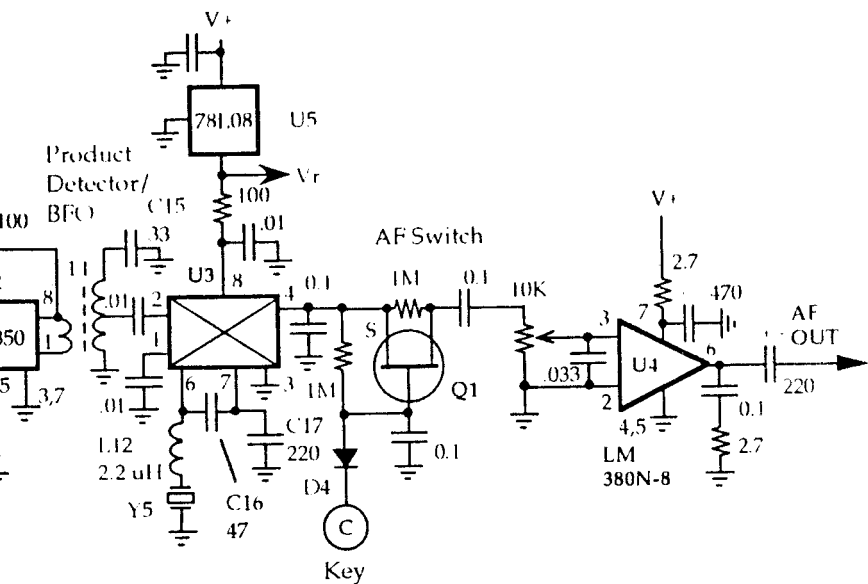 V+
78L08
U5
Product
Detector/
BFO
Vr
100
C15
100
.33
.01
AF Switch
V+
U3
8
0.1
1M
0.1
10K
2.7
7
470
AF
OUT
8
.01
2
4
1
350
1
S
3
U4
6
5
3,7
.01
6
7
3
1M
Q1
.033
2
220
C17
220
0.1
4,5
0.1
L12
2.2 uH
LM
380N-8
2.7
D4
Y5
C16
47
C
Key